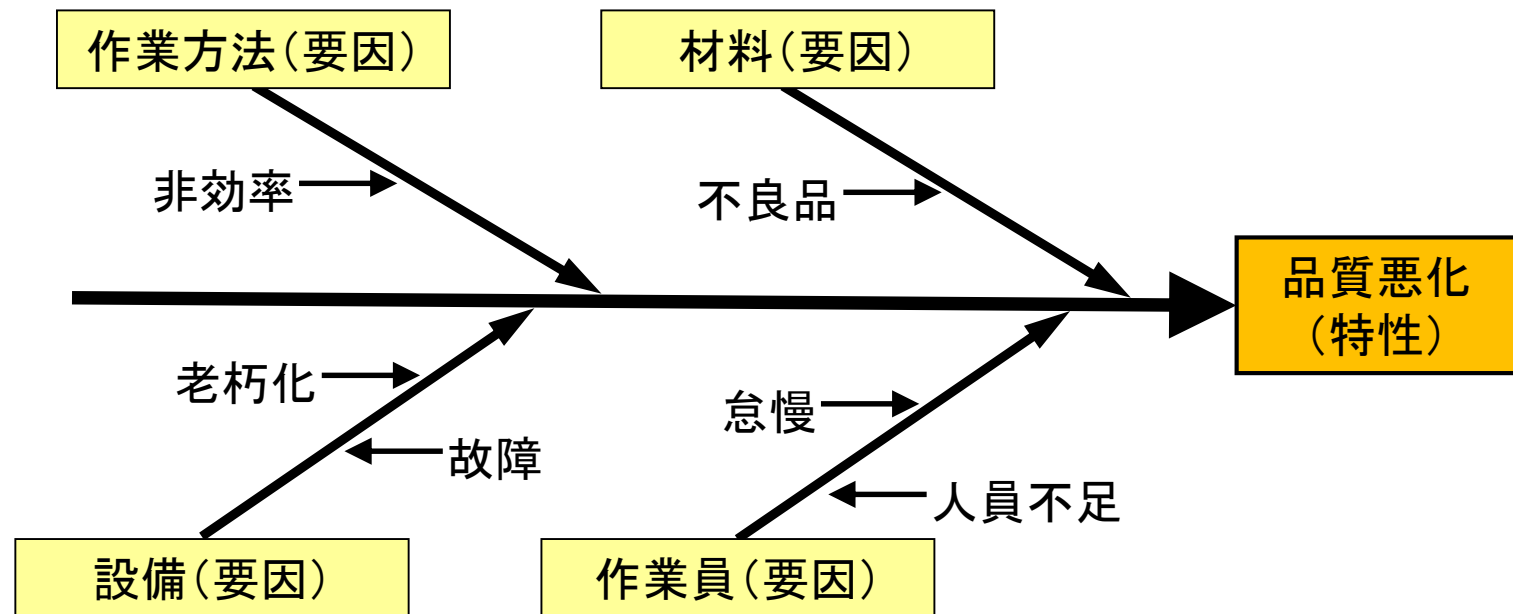 作業方法(要因)
材料(要因)
非効率
不良品
品質悪化
(特性)
老朽化
怠慢
故障
人員不足
設備(要因)
作業員(要因)